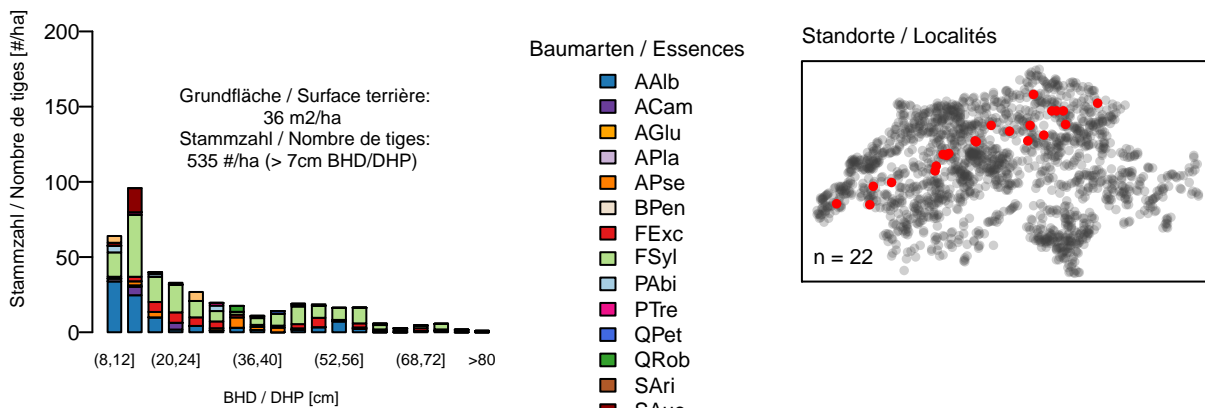 Stammzahl / Nombre de tiges [#/ha]
200
150
100
50
0
Grundfläche / Surface terrière:
36 m2/ha
Stammzahl / Nombre de tiges:
535 #/ha (> 7cm BHD/DHP)
(8,12]
(20,24]
(36,40]
(52,56]
(68,72]
>80
BHD / DHP [cm]
Baumarten / Essences
AAlb
ACam
AGlu
APla
APse
BPen
FExc
FSyl
PAbi
PTre
QPet
QRob
SAri
Standorte / Localités
n = 22